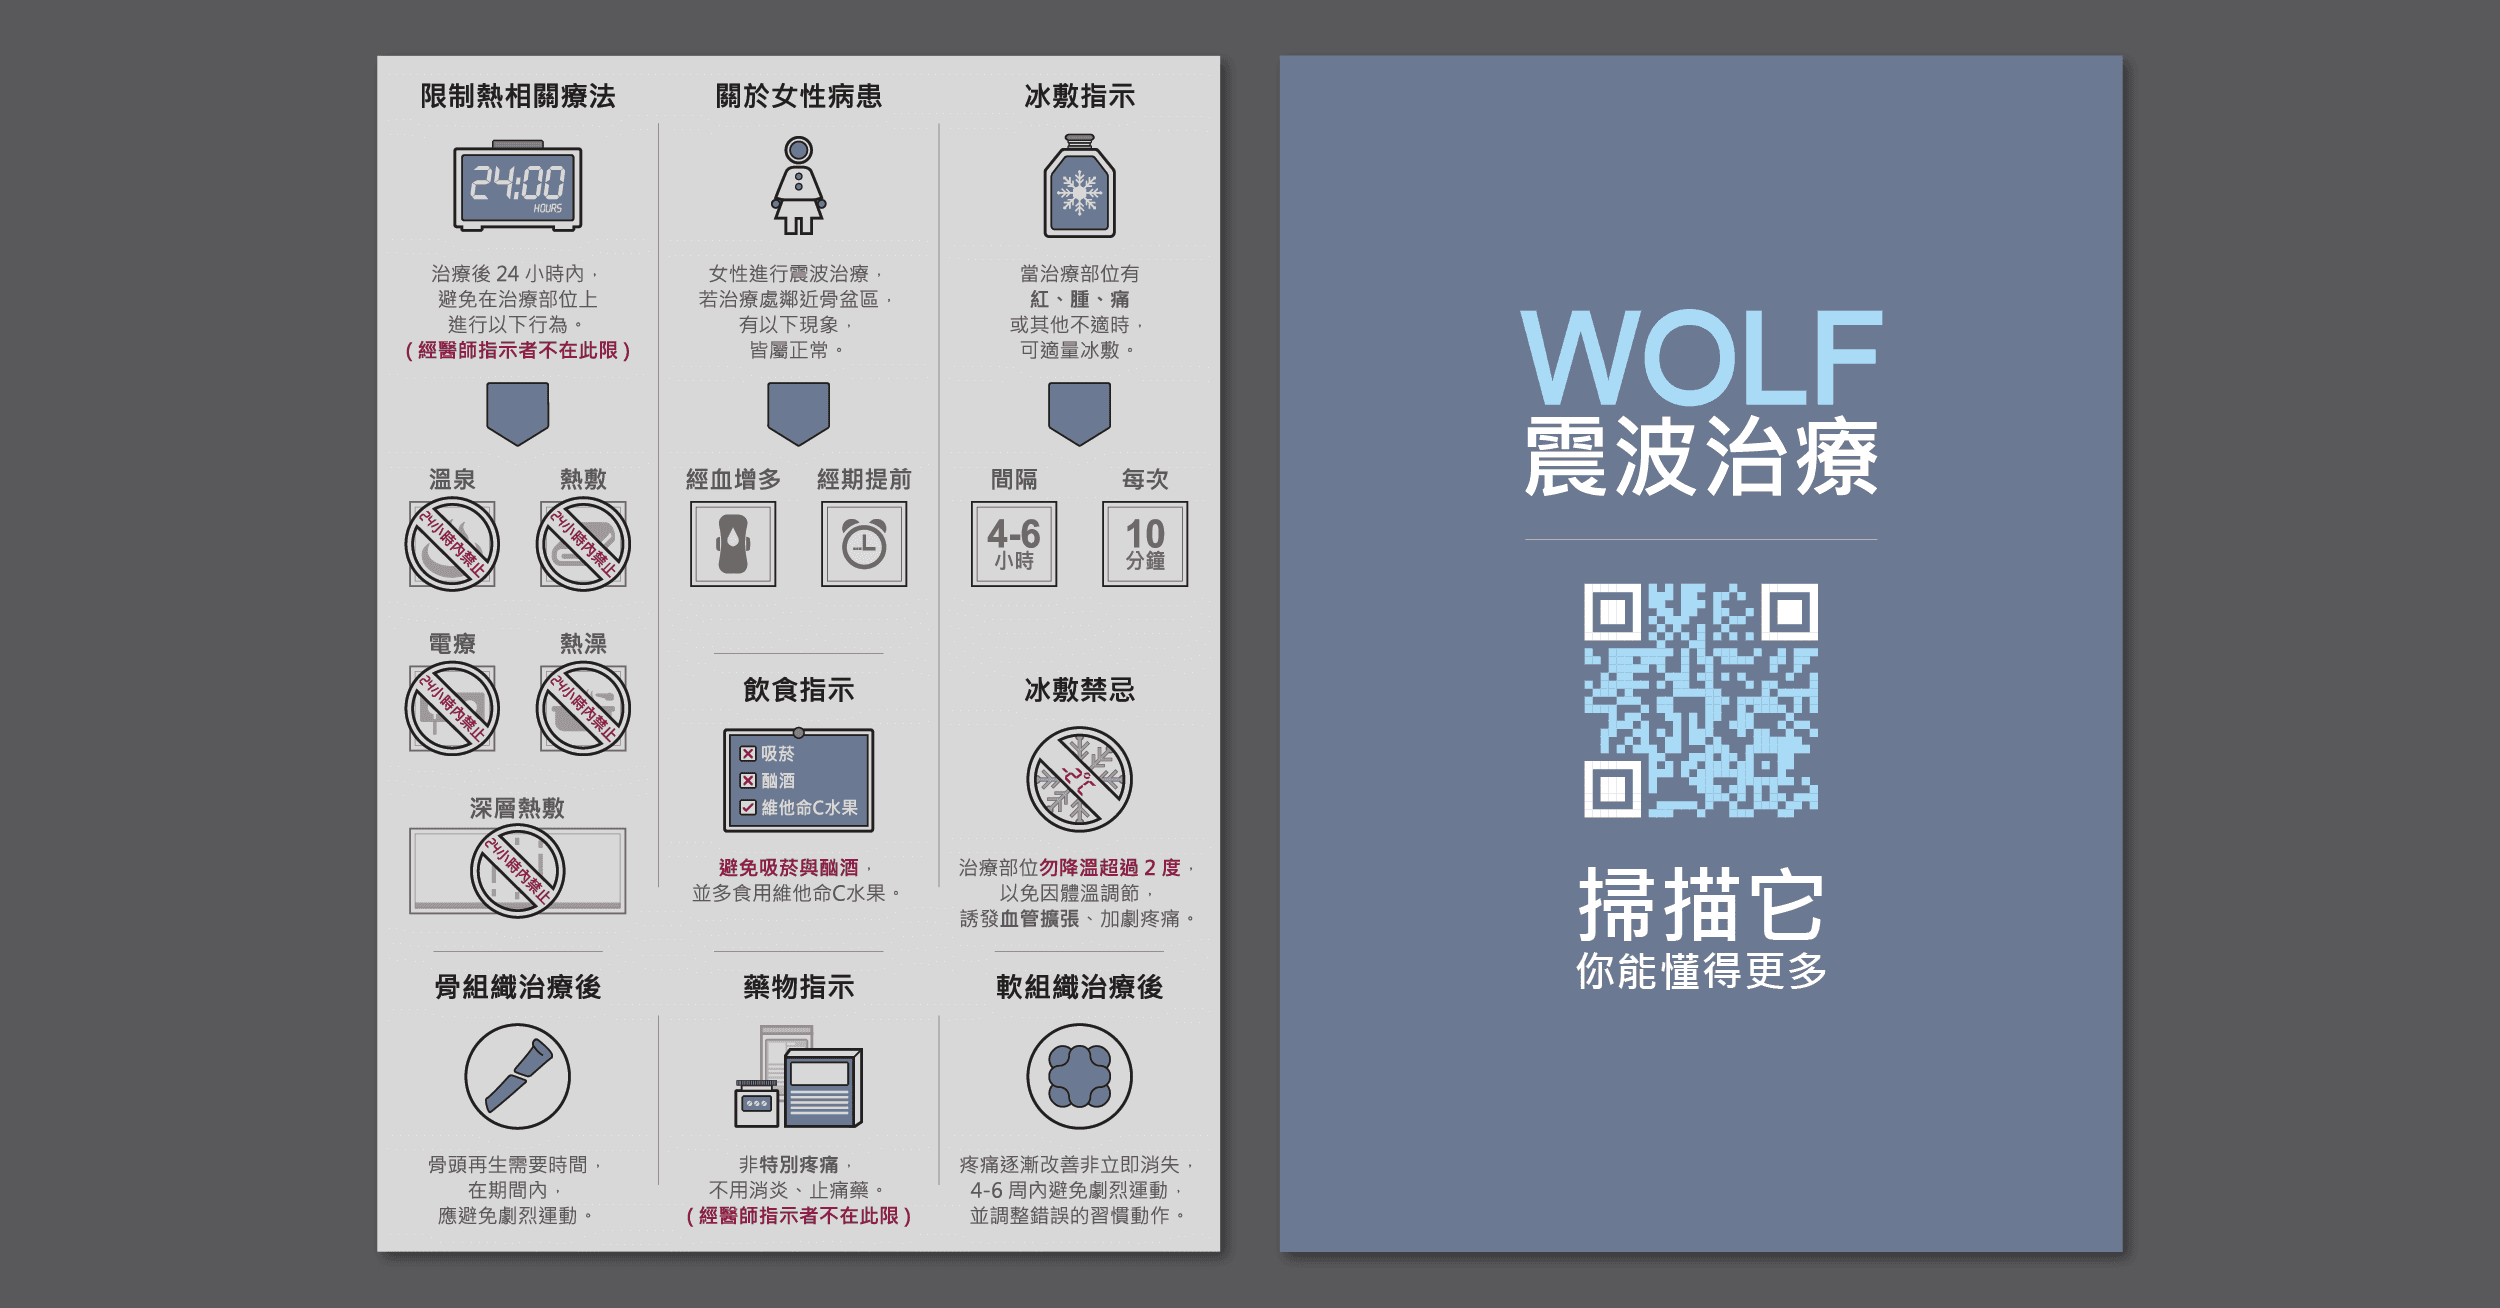 限制熱相關療法
24:00
HOURS
治療後 24 小時內，
避免在治療部位上
進行以下行為。
( 經醫師指示者不在此限 )
溫泉
24小時內禁止
熱敷
24小時內禁止
電療
24小時內禁止
熱澡
24小時內禁止
深層熱敷
24小時內禁止
關於女性病患
女性進行震波治療，
若治療處鄰近骨盆區，
有以下現象，
皆屬正常。
經血增多
經期提前
飲食指示
吸菸
酗酒
維他命C水果
避免吸菸與酗酒，
並多食用維他命C水果。
冰敷指示
當治療部位有
紅、腫、痛
或其他不適時，
可適量冰敷。
間隔
4-6
小時
每次
10
分鐘
冰敷禁忌
-2℃
治療部位勿降溫超過 2 度，
以免因體溫調節，
誘發血管擴張、加劇疼痛。
骨組織治療後
骨頭再生需要時間，
在期間內，
應避免劇烈運動。
藥物指示
非特別疼痛，
不用消炎、止痛藥。
( 經醫師指示者不在此限 )
軟組織治療後
疼痛逐漸改善非立即消失，
4-6 周內避免劇烈運動，
並調整錯誤的習慣動作。
WOLF
震波治療
掃描它
你能懂得更多